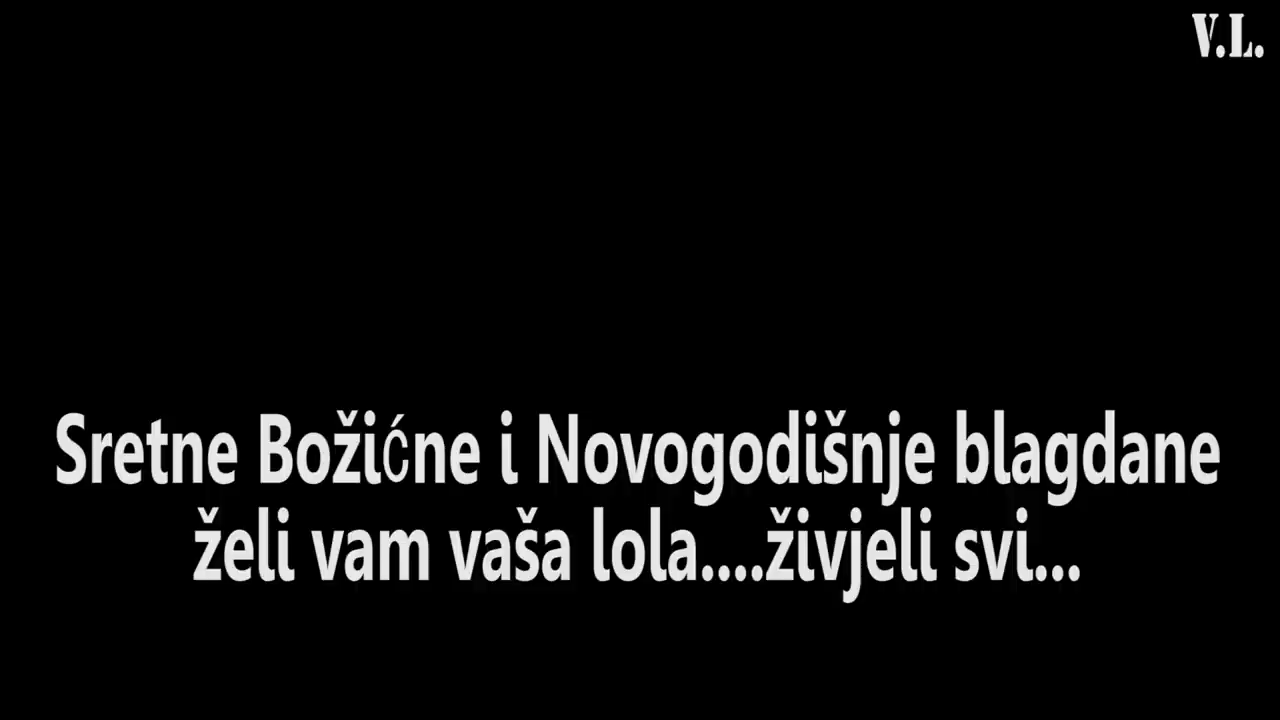 V.L.
Sretne Božićne i Novogodišnje blagdane
želi vam vaša lola....živjeli svi...